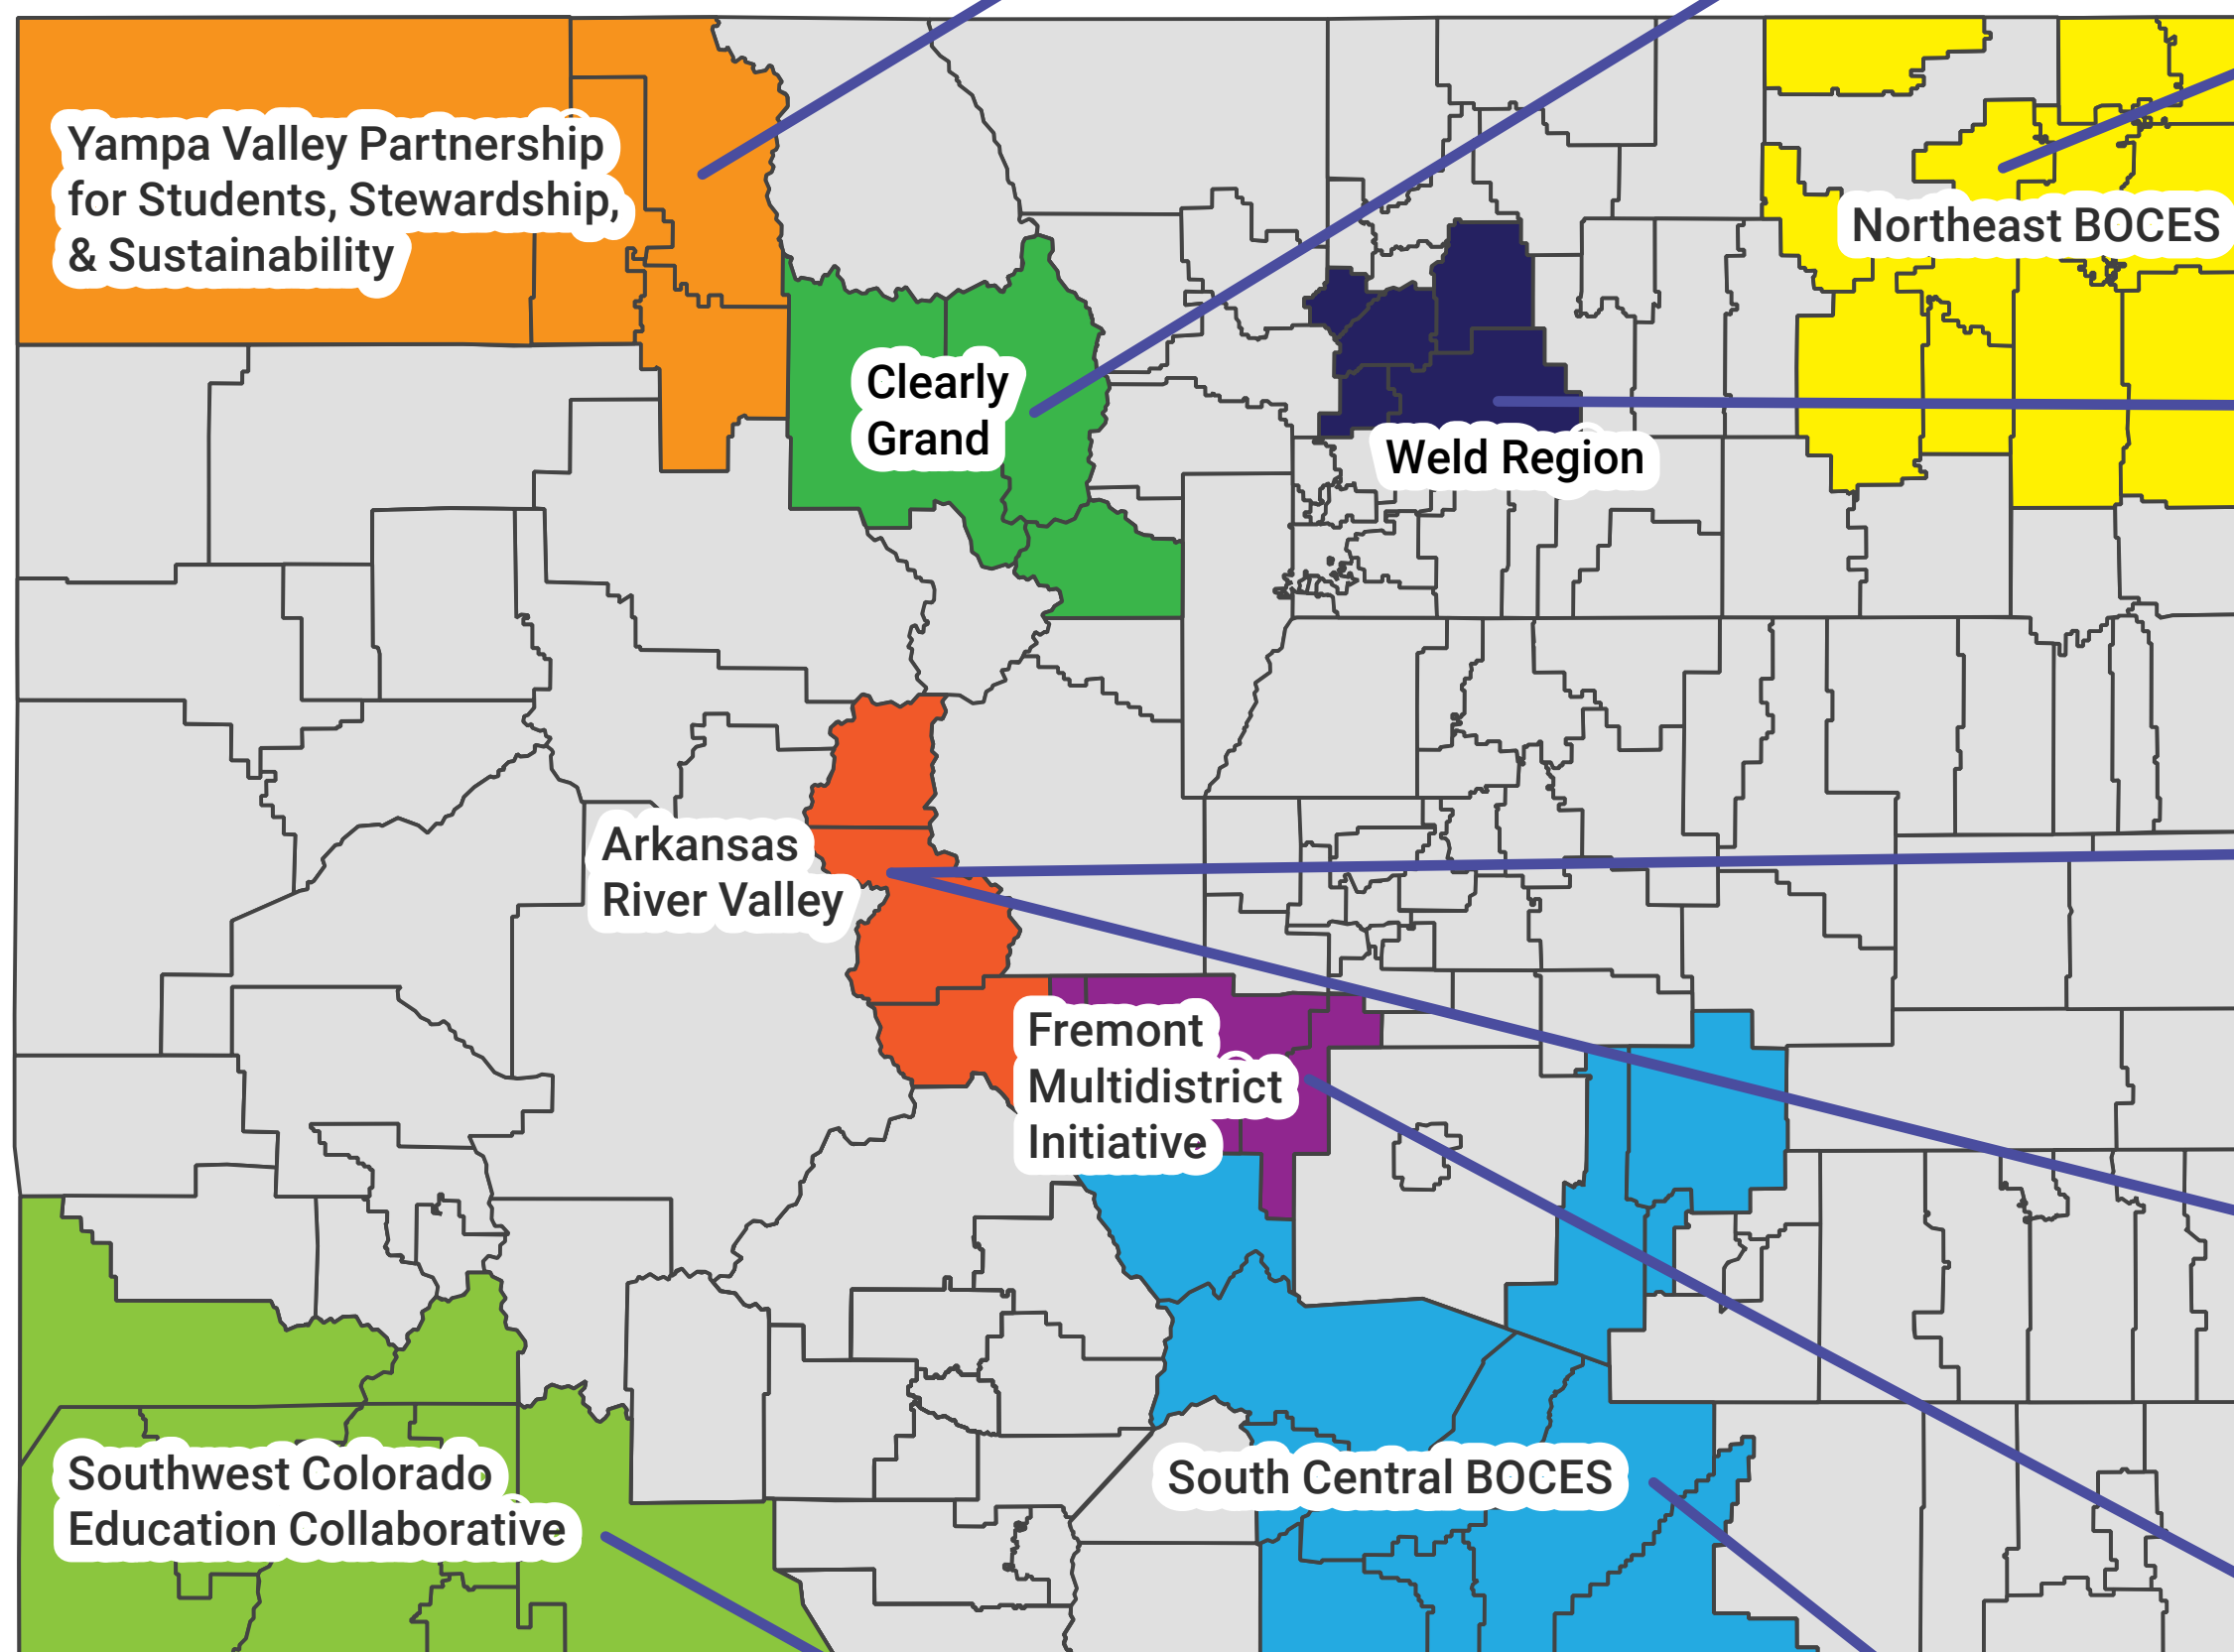 Yampa Valley Partnership
for Students, Stewardship,
& Sustainability
Northeast BOCES
Clearly
Grand
Weld Region
Arkansas
River Valley
Fremont
Multidistrict
Initiative
Southwest Colorado
Education Collaborative
South Central BOCES